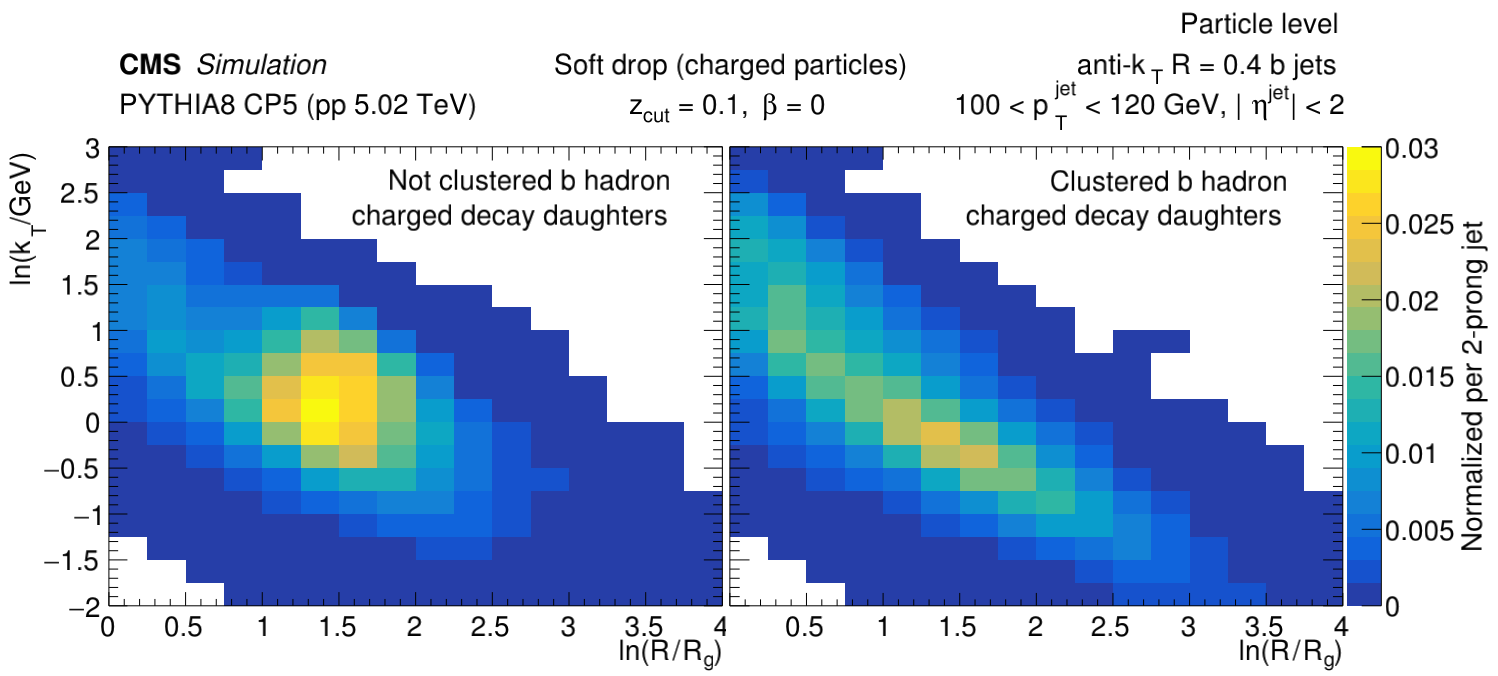 Particle level
CMS Simulation
Soft drop (charged particles)
anti-k_T R = 0.4 b jets
PYTHIA8 CP5 (pp 5.02 TeV)
z_cut = 0.1, β = 0
100 < p_T^jet < 120 GeV, | η^jet| < 2
ln(k_T/GeV)
3
2.5
2
1.5
1
0.5
0
−0.5
−1
−1.5
−2
Not clustered b hadron
charged decay daughters
0 0.5 1 1.5 2 2.5 3 3.5 4
ln(R/R_g)
Clustered b hadron
charged decay daughters
0.5 1 1.5 2 2.5 3 3.5 4
ln(R/R_g)
0.03
0.025
0.02
0.015
0.01
0.005
0
Normalized per 2-prong jet